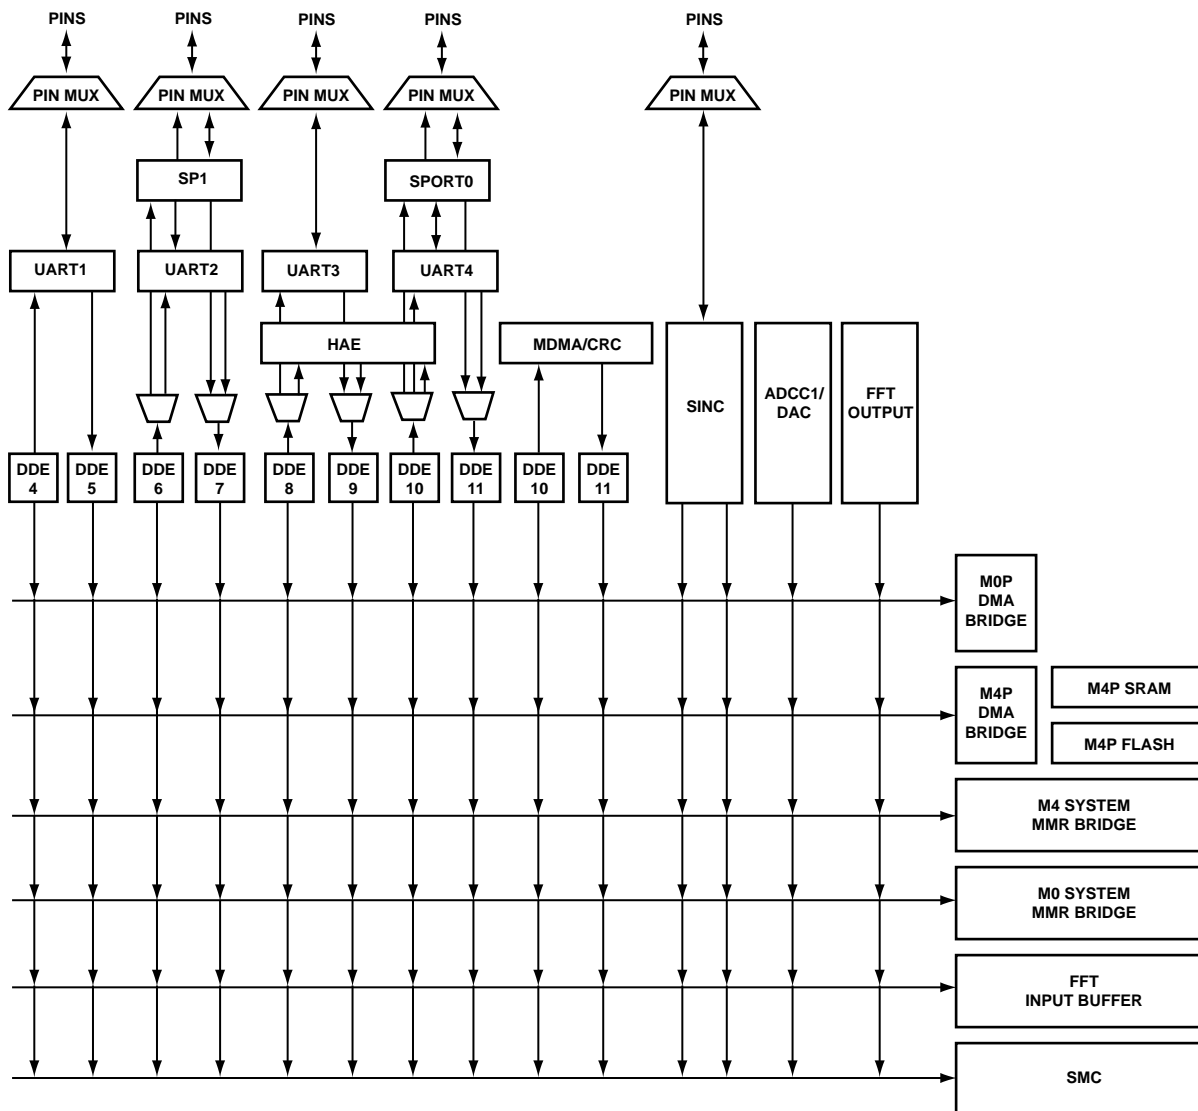 PINS
PINS
PINS
PINS
PINS
PIN MUX
PIN MUX
PIN MUX
PIN MUX
PIN MUX
SP1
SPORT0
UART1
UART2
UART3
UART4
HAE
MDMA/CRC
SINC
ADCC1/
DAC
FFT
OUTPUT
DDE
4
DDE
5
DDE
6
DDE
7
DDE
8
DDE
9
DDE
10
DDE
11
DDE
10
DDE
11
M0P
DMA
BRIDGE
M4P
DMA
BRIDGE
M4P SRAM
M4P FLASH
M4 SYSTEM
MMR BRIDGE
M0 SYSTEM
MMR BRIDGE
FFT
INPUT BUFFER
SMC